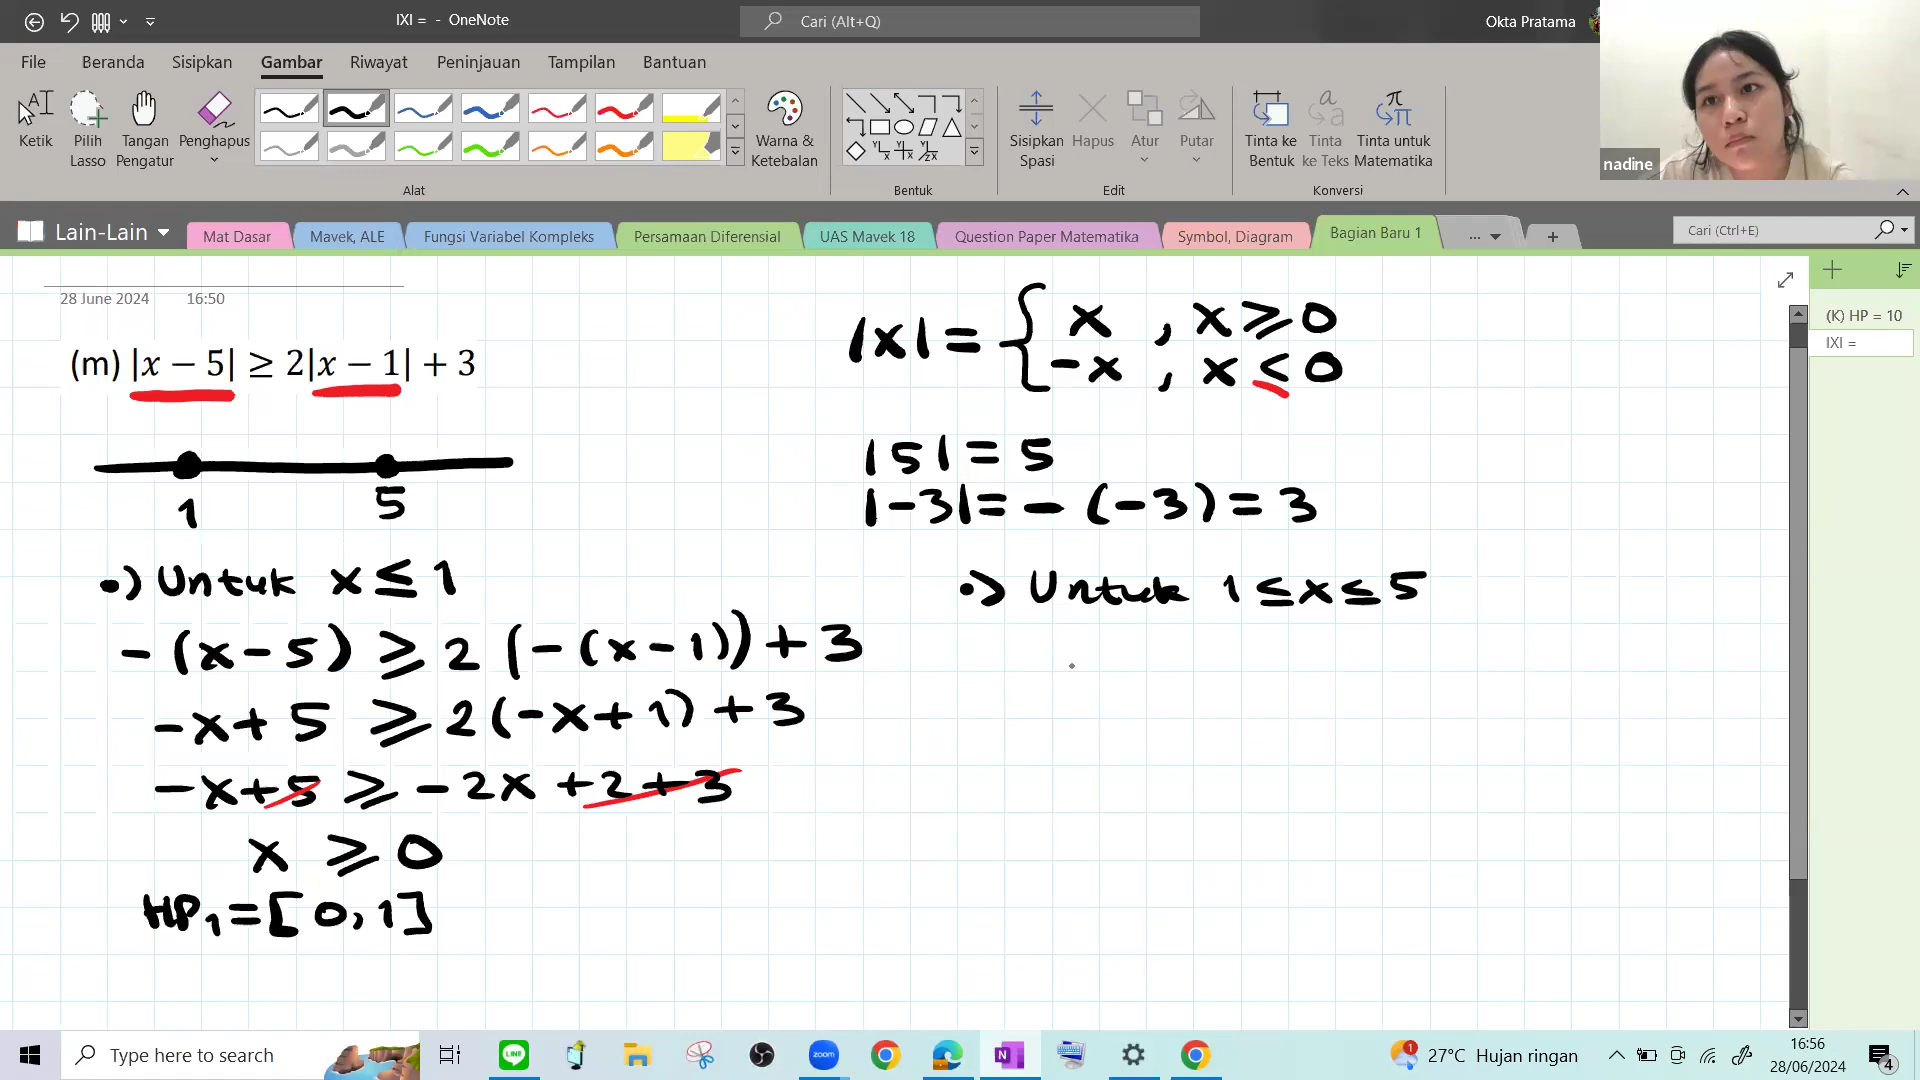 IXI = - OneNote
Cari (Alt+Q)
Okta Pratama
File Beranda Sisipkan Gambar Riwayat Peninjauan Tampilan Bantuan
Ketik
Pilih Lasso
Tangan Pengatur
Penghapus
Warna & Ketebalan
Sisipkan Spasi
Hapus
Atur
Putar
Tinta ke Bentuk
Tinta ke Teks
Tinta untuk Matematika
nadine
Alat
Bentuk
Edit
Konversi
Lain-Lain
Mat Dasar
Mavek, ALE
Fungsi Variabel Kompleks
Persamaan Diferensial
UAS Mavek 18
Question Paper Matematika
Symbol, Diagram
Bagian Baru 1
...
Cari (Ctrl+E)
28 June 2024 16:50
(K) HP = 10
IXI =
(m) |x − 5| ≥ 2|x − 1| + 3
1 5
•) Untuk x ≤ 1
-(x-5) ≥ 2(-(x-1))+3
-x+5 ≥ 2(-x+1)+3
-x+5 ≥ -2x+2+3
x ≥ 0
HP₁=[0,1]
|x| = { x , x ≥ 0
-x , x < 0
|5| = 5
|-3| = -(-3) = 3
•) Untuk 1 ≤ x ≤ 5
Type here to search
zoom
27°C Hujan ringan
16:56
28/06/2024
4